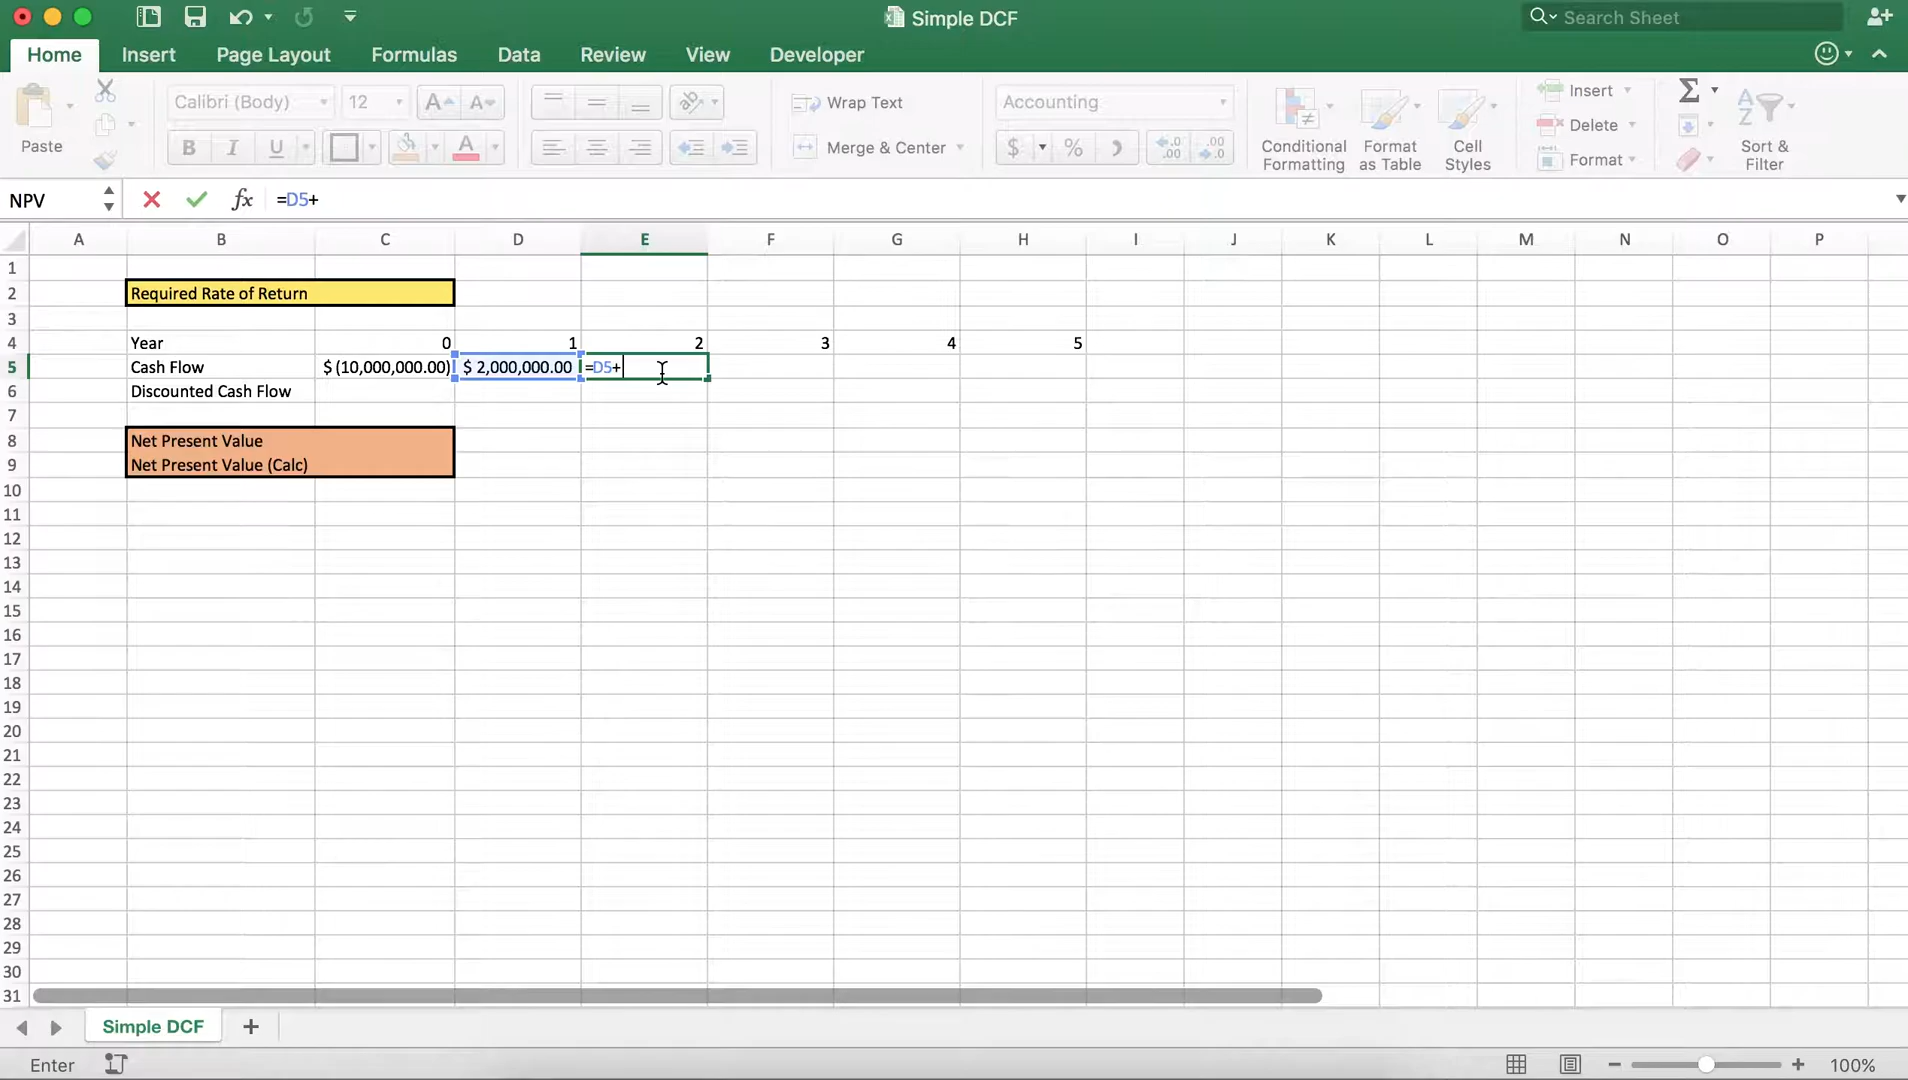 Simple DCF
Search Sheet
Home Insert Page Layout Formulas Data Review View Developer
Paste
Calibri (Body) 12 A A
B I U A
Wrap Text
Merge & Center
Accounting
$ % .0 .00 .00 .0
Conditional Formatting
Format as Table
Cell Styles
Insert
Delete
Format
Σ
A Z
Sort & Filter
NPV fx =D5+
A B C D E F G H I J K L M N O P
1
2 Required Rate of Return
3
4 Year 0 1 2 3 4 5
5 Cash Flow $ (10,000,000.00) $ 2,000,000.00 =D5+
6 Discounted Cash Flow
7
8 Net Present Value
9 Net Present Value (Calc)
10
11
12
13
14
15
16
17
18
19
20
21
22
23
24
25
26
27
28
29
30
31
Simple DCF +
Enter 100%